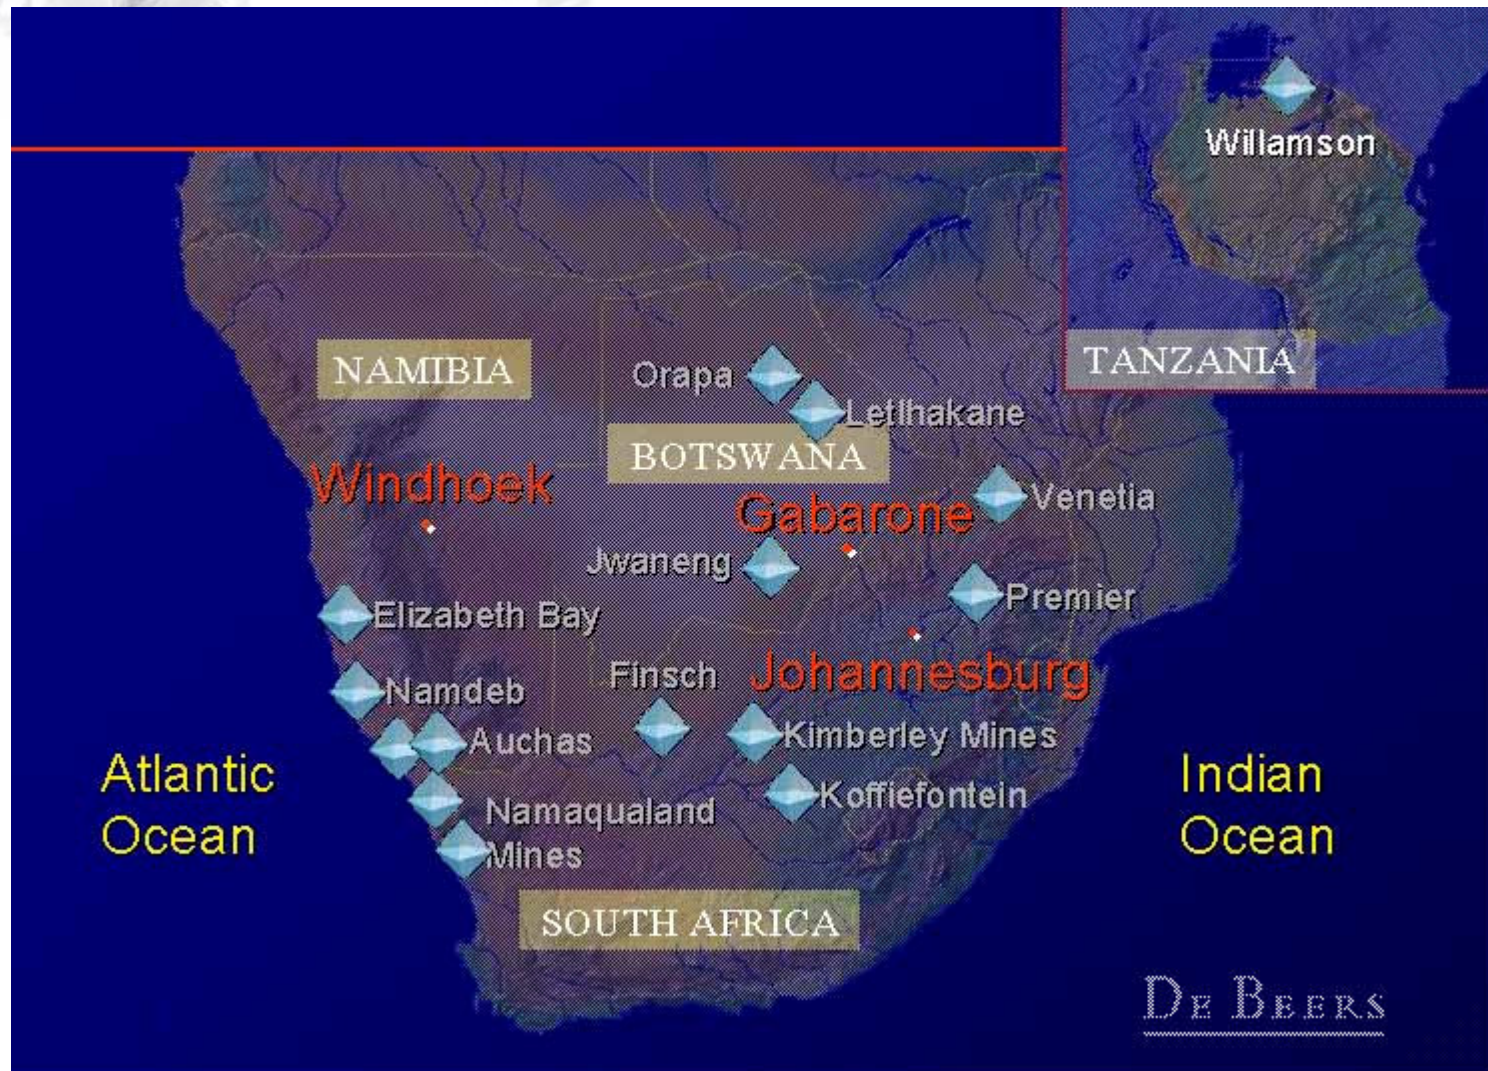 Willamson
TANZANIA
NAMIBIA
Orapa
Letlhakane
BOTSWANA
Windhoek
Gabarone
Venetia
Jwaneng
Premier
Elizabeth Bay
Johannesburg
Finsch
Namdeb
Auchas
Kimberley Mines
Atlantic
Ocean
Indian
Ocean
Koffiefontein
Namaqualand
Mines
SOUTH AFRICA
DE BEERS